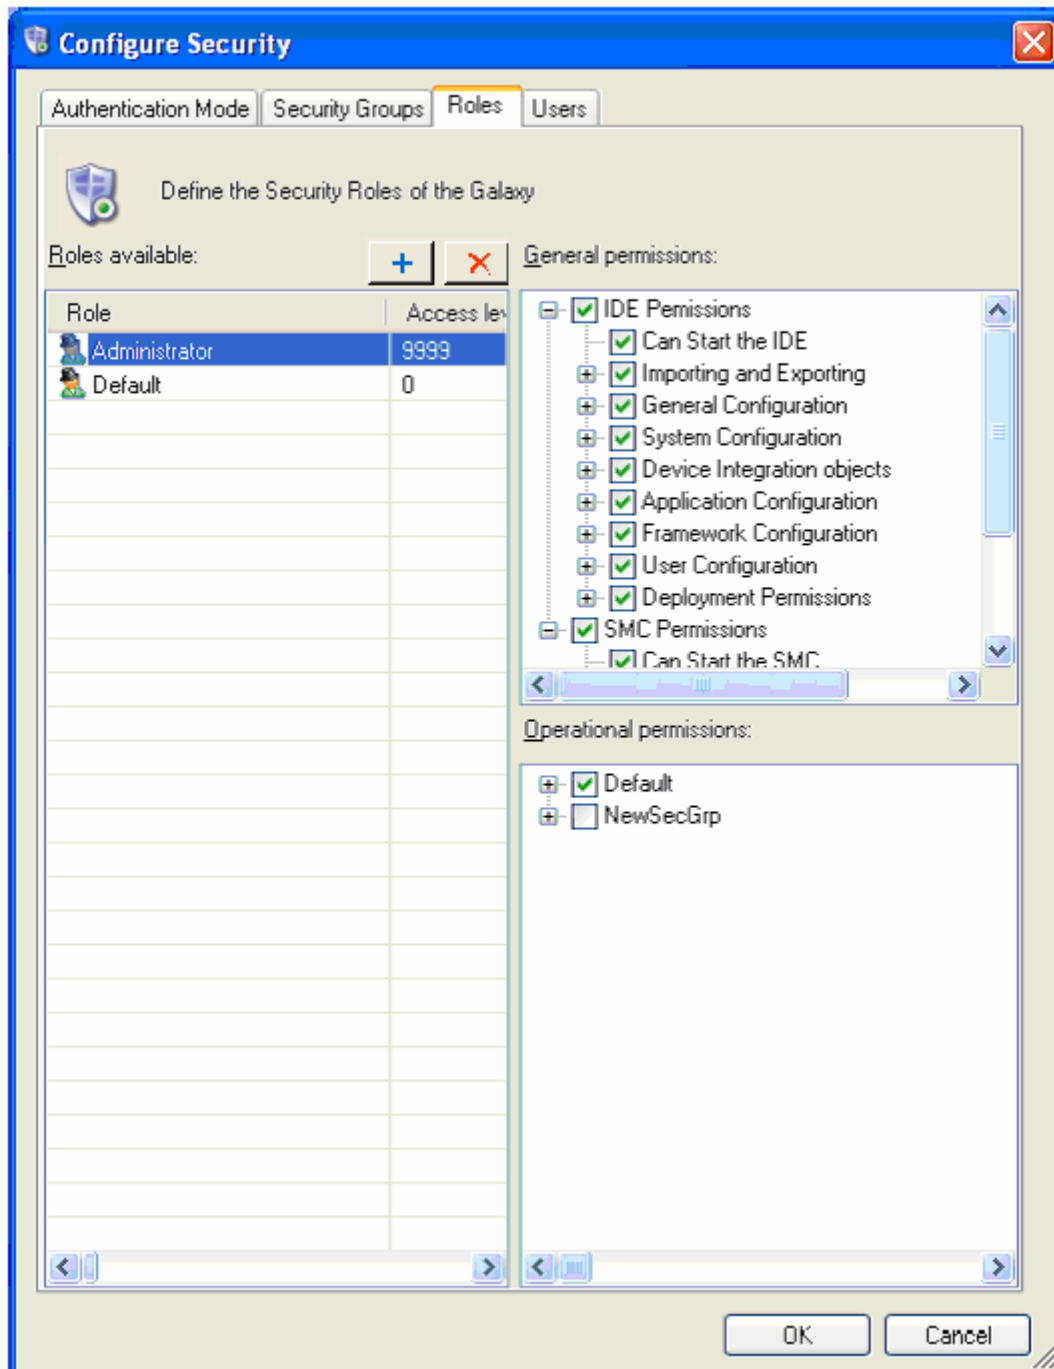 Configure Security
Authentication Mode
Security Groups
Roles
Users
Define the Security Roles of the Galaxy
Roles available:
Role
Access lev
Administrator
9999
Default
0
General permissions:
IDE Pemissions
Can Start the IDE
Importing and Exporting
General Configuration
System Configuration
Device Integration objects
Application Configuration
Framework Configuration
User Configuration
Deployment Permissions
SMC Permissions
Can Start the SMC
Operational permissions:
Default
NewSecGrp
OK
Cancel